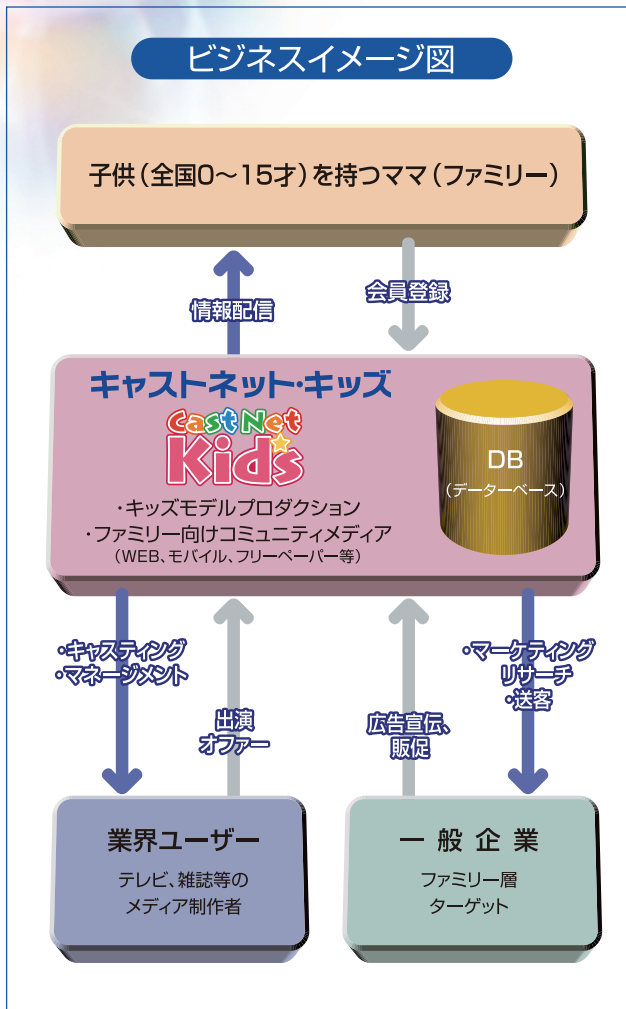 ビジネスイメージ図
子供（全国0～15才）を持つママ（ファミリー）
情報配信
会員登録
キャストネット・キッズ
Cast Net
Kids
・キッズモデルプロダクション
・ファミリー向けコミュニティメディア
（WEB、モバイル、フリーペーパー等）
DB
（データーベース）
・キャスティング
・マネージメント
出演
オファー
広告宣伝、
販促
・マーケティング
リサーチ
・送客
業界ユーザー
テレビ、雑誌等の
メディア制作者
一般企業
ファミリー層
ターゲット